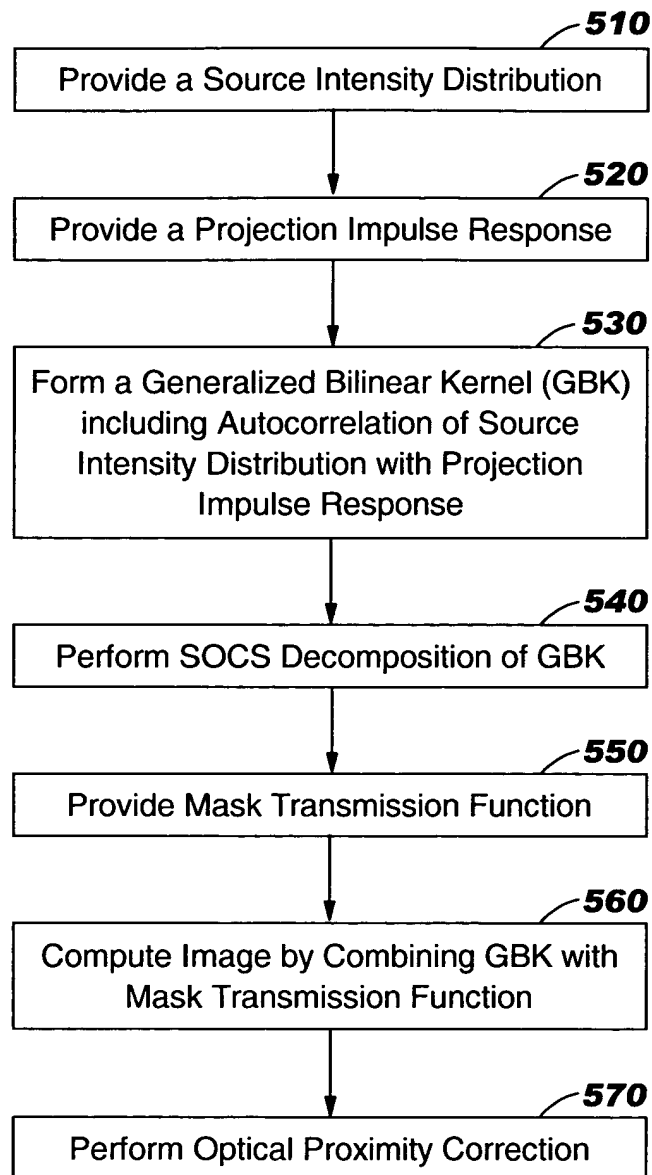 510
Provide a Source Intensity Distribution
520
Provide a Projection Impulse Response
530
Form a Generalized Bilinear Kernel (GBK)
including Autocorrelation of Source
Intensity Distribution with Projection
Impulse Response
540
Perform SOCS Decomposition of GBK
550
Provide Mask Transmission Function
560
Compute Image by Combining GBK with
Mask Transmission Function
570
Perform Optical Proximity Correction